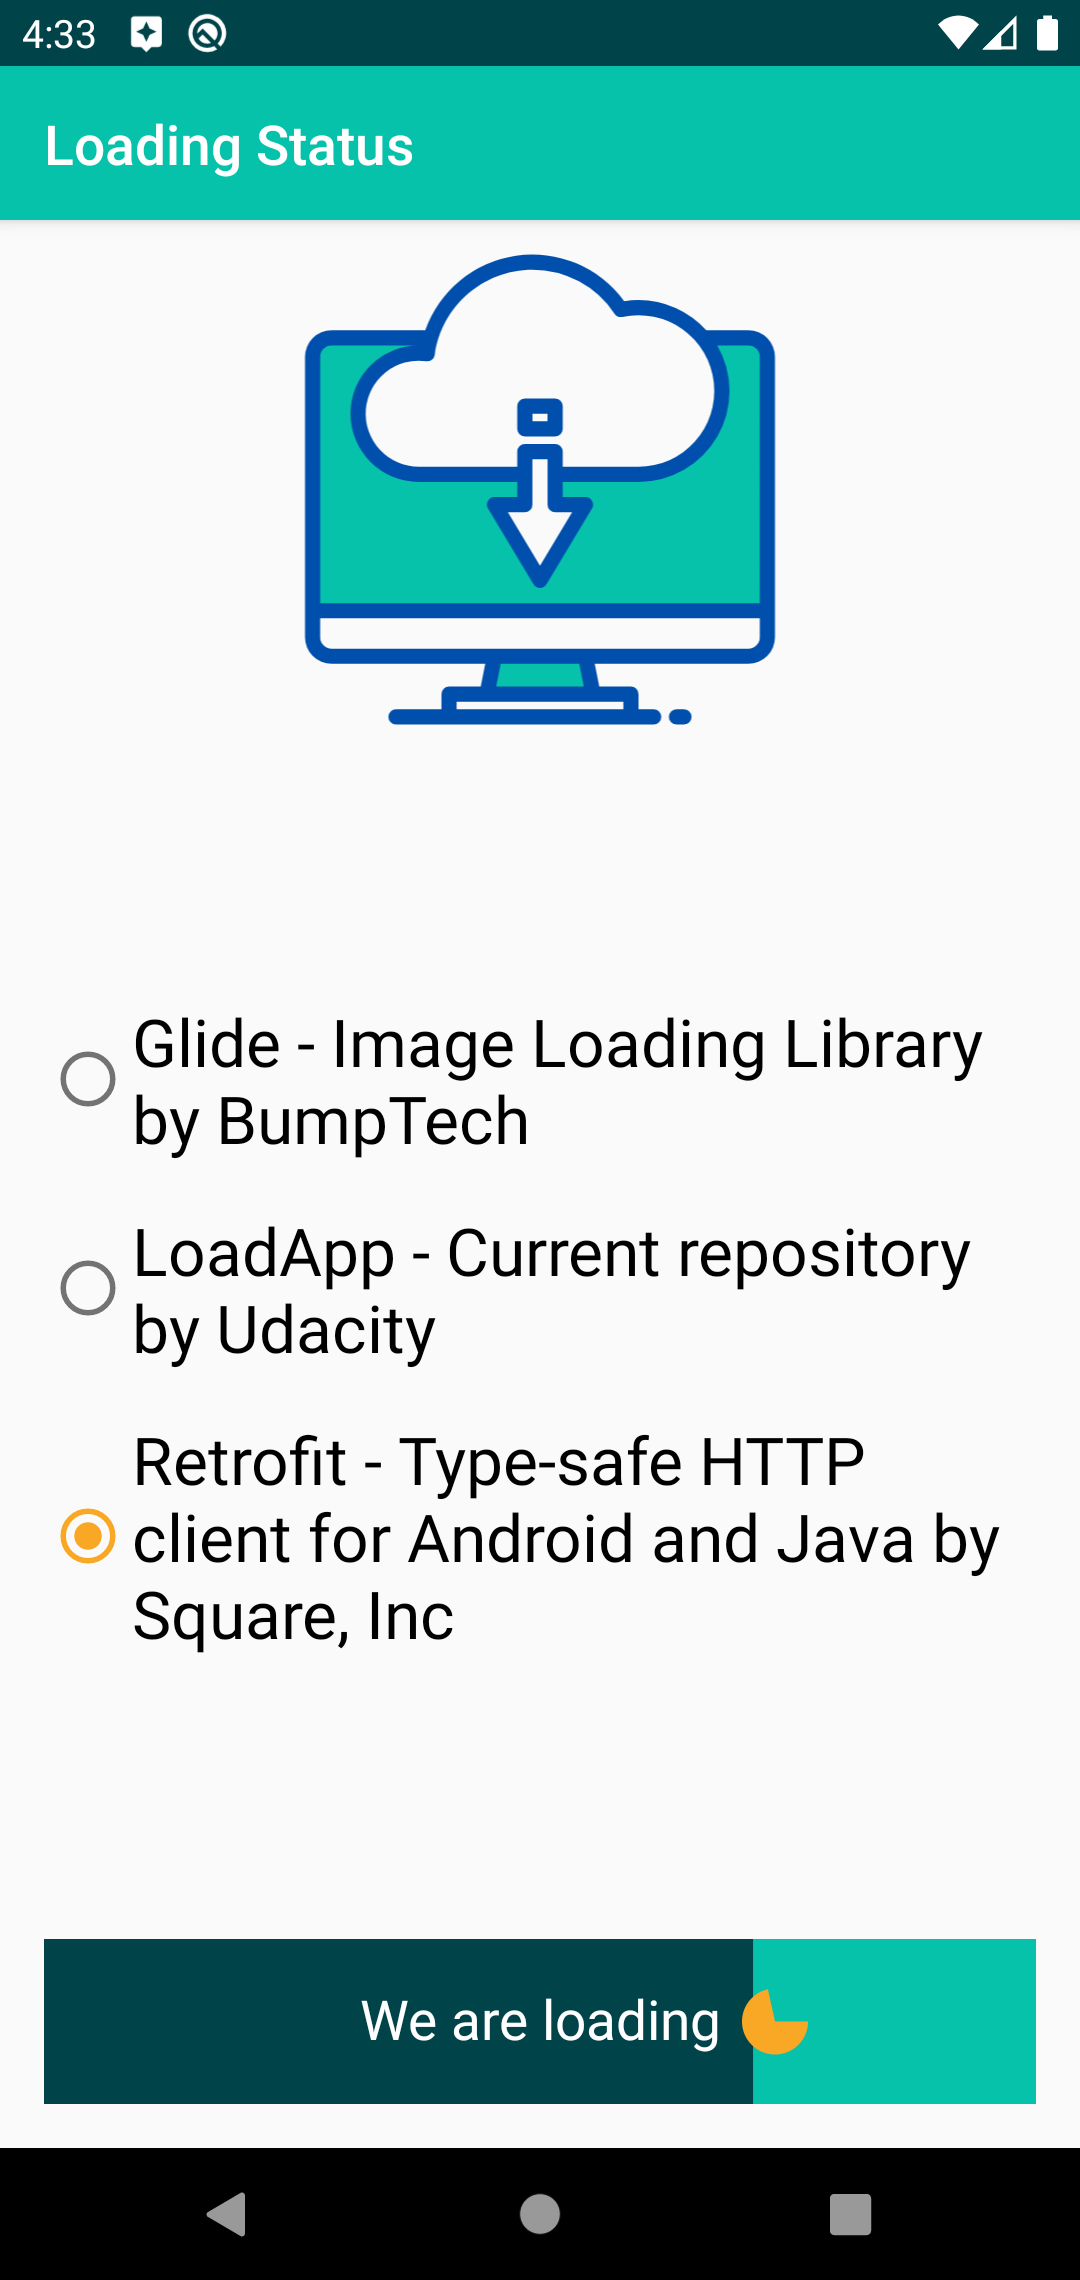 4:33
Loading Status
Glide - Image Loading Library
by BumpTech
LoadApp - Current repository
by Udacity
Retrofit - Type-safe HTTP
client for Android and Java by
Square, Inc
We are loading